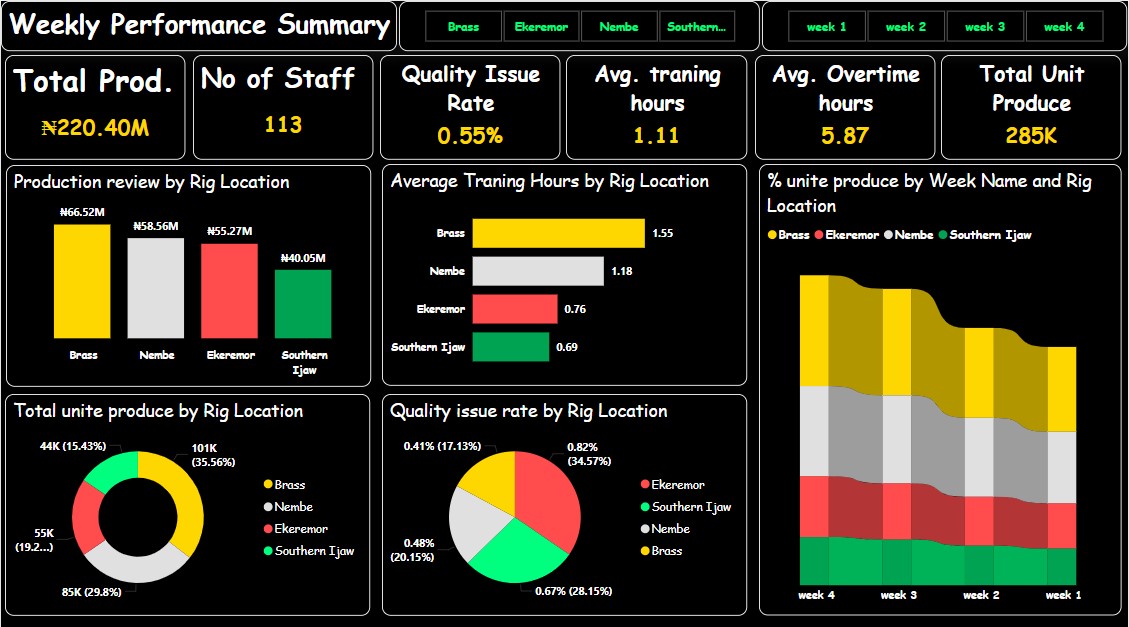 Weekly Performance Summary
Brass
Ekeremor
Nembe
Southern...
week 1
week 2
week 3
week 4
Total Prod.
₦220.40M
No of Staff
113
Quality Issue
Rate
0.55%
Avg. traning
hours
1.11
Avg. Overtime
hours
5.87
Total Unit
Produce
285K
Production review by Rig Location
₦66.52M
₦58.56M
₦55.27M
₦40.05M
Brass
Nembe
Ekeremor
Southern
Ijaw
Average Traning Hours by Rig Location
Brass
1.55
Nembe
1.18
Ekeremor
0.76
Southern Ijaw
0.69
% unite produce by Week Name and Rig
Location
Brass
Ekeremor
Nembe
Southern Ijaw
week 4
week 3
week 2
week 1
Total unite produce by Rig Location
44K (15.43%)
101K
(35.56%)
55K
(19.2...)
85K (29.8%)
Brass
Nembe
Ekeremor
Southern Ijaw
Quality issue rate by Rig Location
0.41% (17.13%)
0.82%
(34.57%)
0.48%
(20.15%)
0.67% (28.15%)
Ekeremor
Southern Ijaw
Nembe
Brass